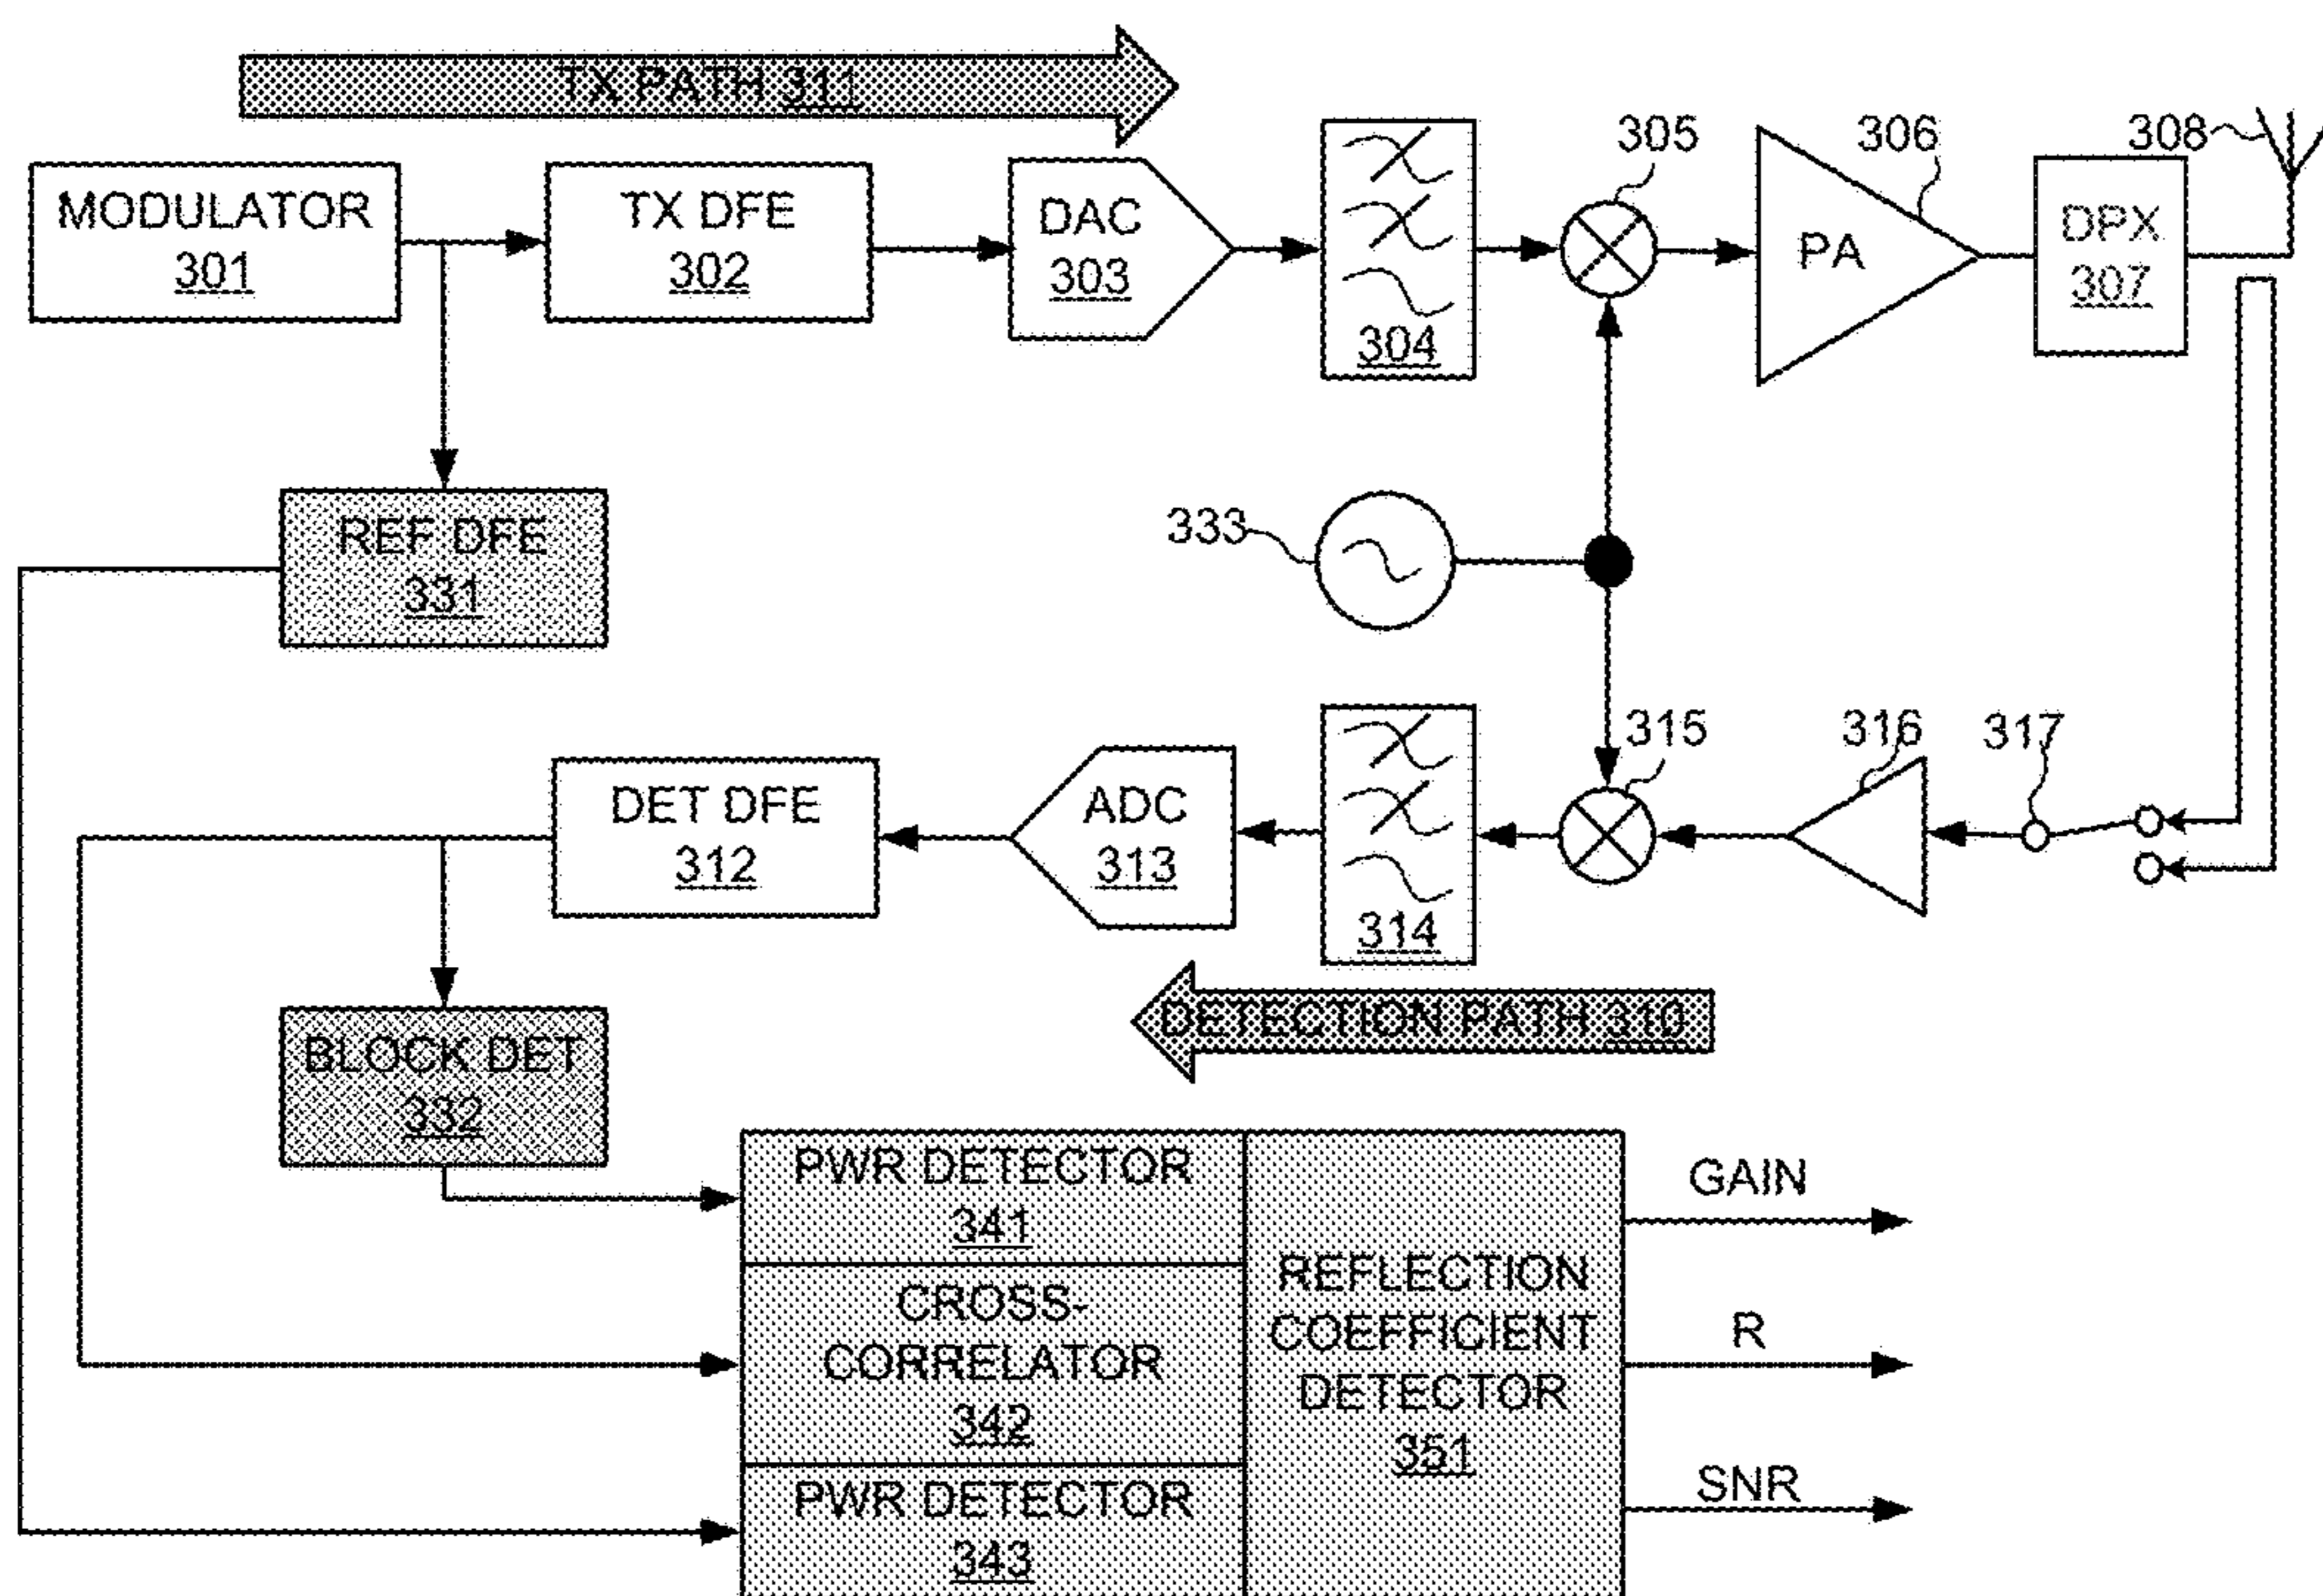 TX PATH 311
MODULATOR
301
TX DFE
302
DAC
303
304
305
306
PA
DPX
307
308
REF DFE
331
333
DET DFE
312
ADC
313
314
315
316
317
DETECTION PATH 310
BLOCK DET
332
PWR DETECTOR
341
CROSS-
CORRELATOR
342
PWR DETECTOR
343
REFLECTION
COEFFICIENT
DETECTOR
351
GAIN
R
SNR